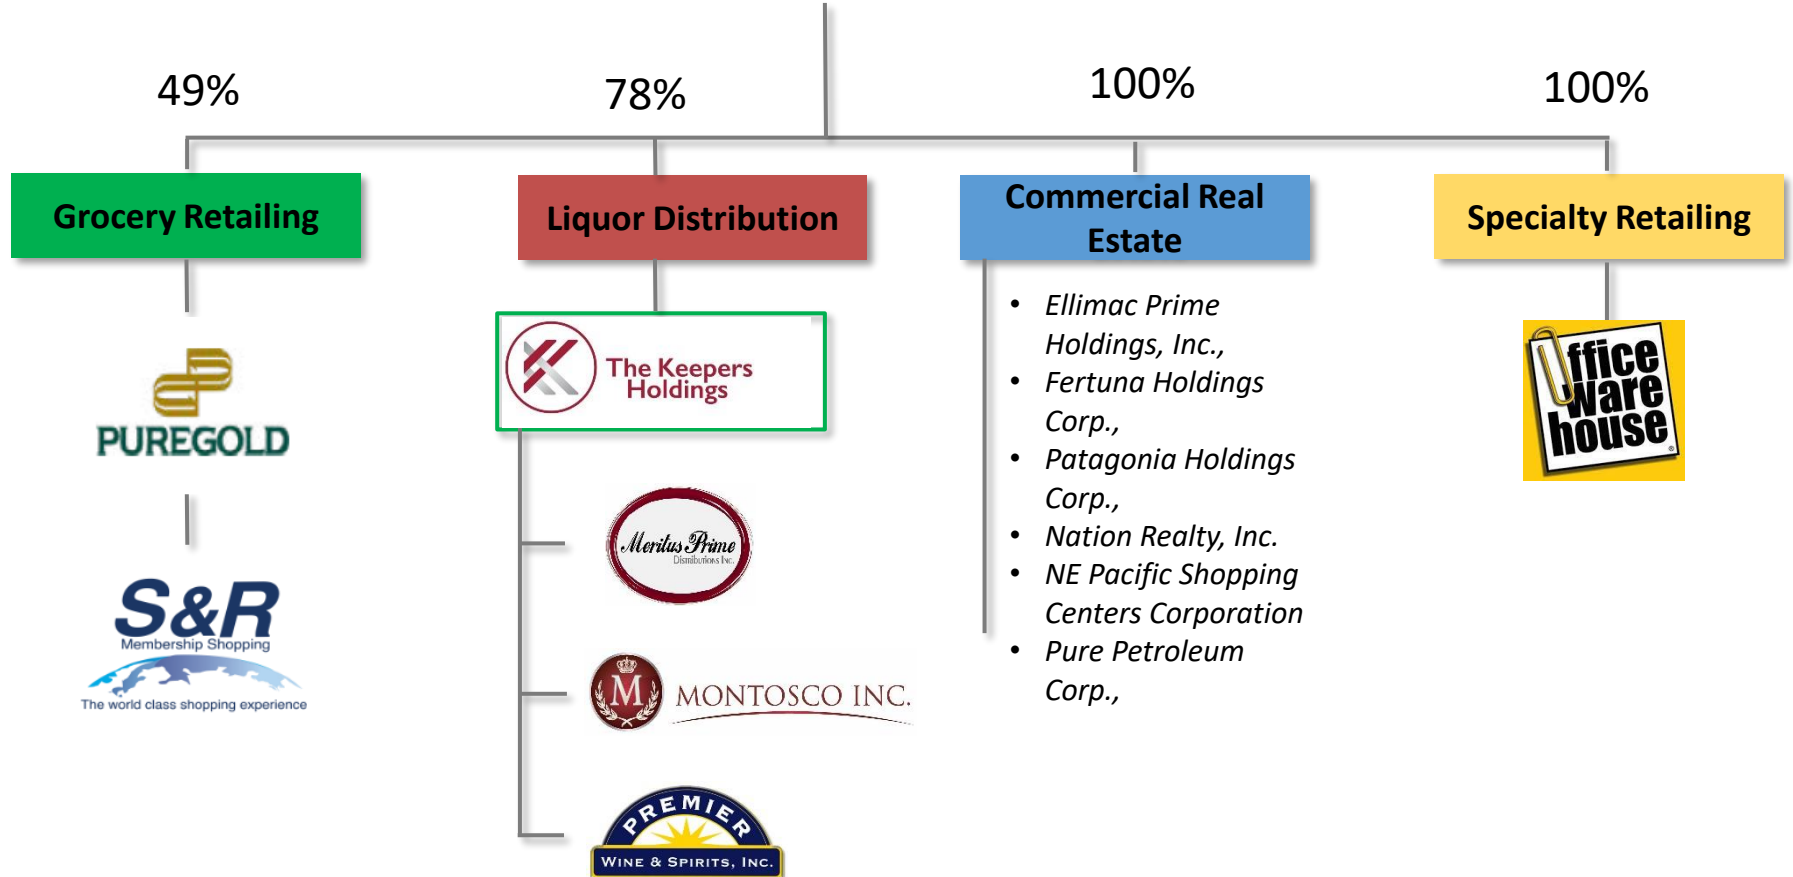 49%
78%
100%
100%
Grocery Retailing
Liquor Distribution
Commercial Real
Estate
Specialty Retailing
PUREGOLD
S&R
Membership Shopping
The world class shopping experience
The Keepers
Holdings
Meritus Prime
Distributions Inc.
M
MONTOSCO INC.
PREMIER
WINE & SPIRITS, INC.
• Ellimac Prime
Holdings, Inc.,
• Fertuna Holdings
Corp.,
• Patagonia Holdings
Corp.,
• Nation Realty, Inc.
• NE Pacific Shopping
Centers Corporation
• Pure Petroleum
Corp.,
Office
Ware
house
®